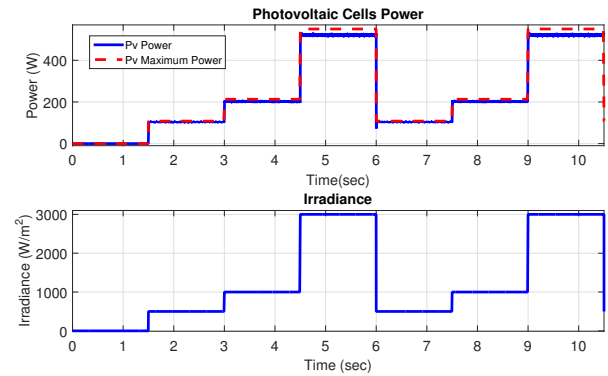 Photovoltaic Cells Power
Pv Power
Pv Maximum Power
Power (W)
400
200
0
0 1 2 3 4 5 6 7 8 9 10
Time(sec)
Irradiance
Irradiance (W/m²)
3000
2000
1000
0
0 1 2 3 4 5 6 7 8 9 10
Time (sec)